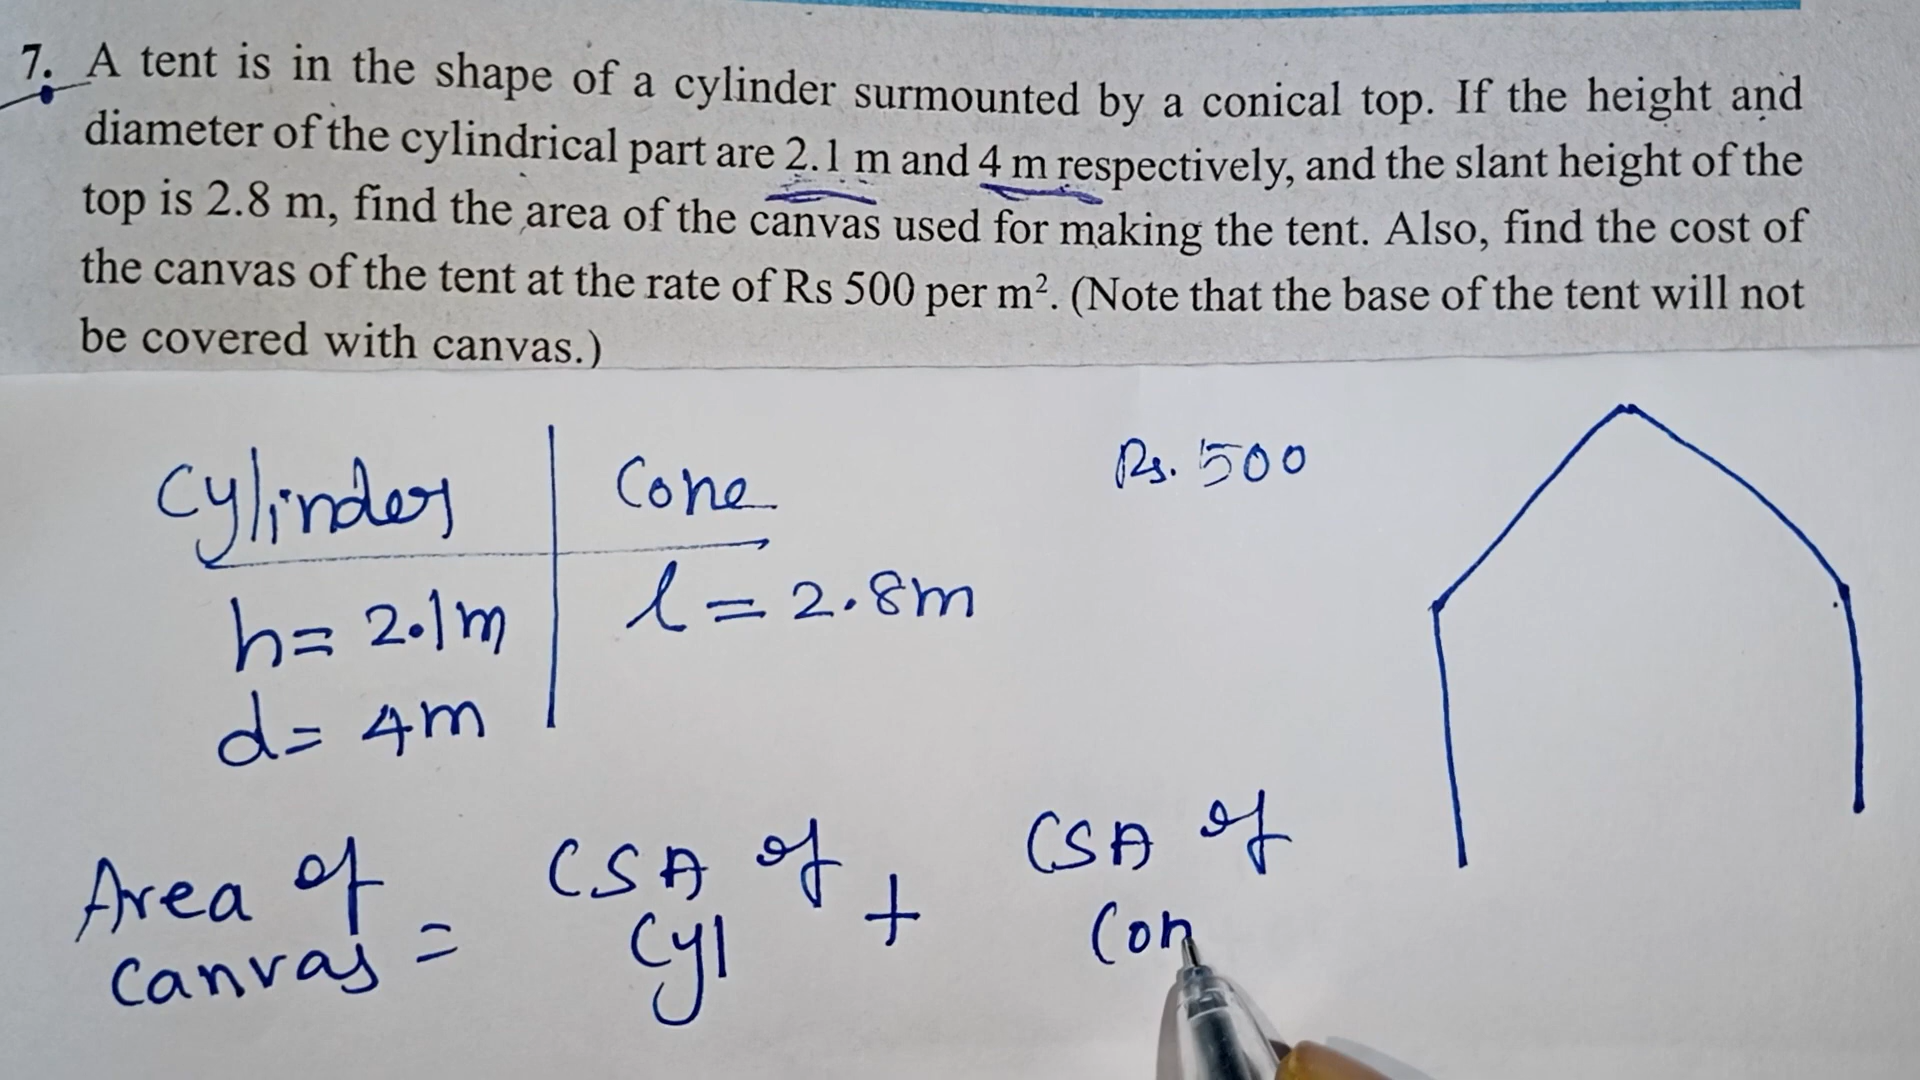 7. A tent is in the shape of a cylinder surmounted by a conical top. If the height and
diameter of the cylindrical part are 2.1 m and 4 m respectively, and the slant height of the
top is 2.8 m, find the area of the canvas used for making the tent. Also, find the cost of
the canvas of the tent at the rate of Rs 500 per m². (Note that the base of the tent will not
be covered with canvas.)
Cylinder
h= 2.1m
d= 4m
Cone
l = 2.8m
Rs. 500
Area of
canvas =
CSA of
Cyl
+
CSA of
Con